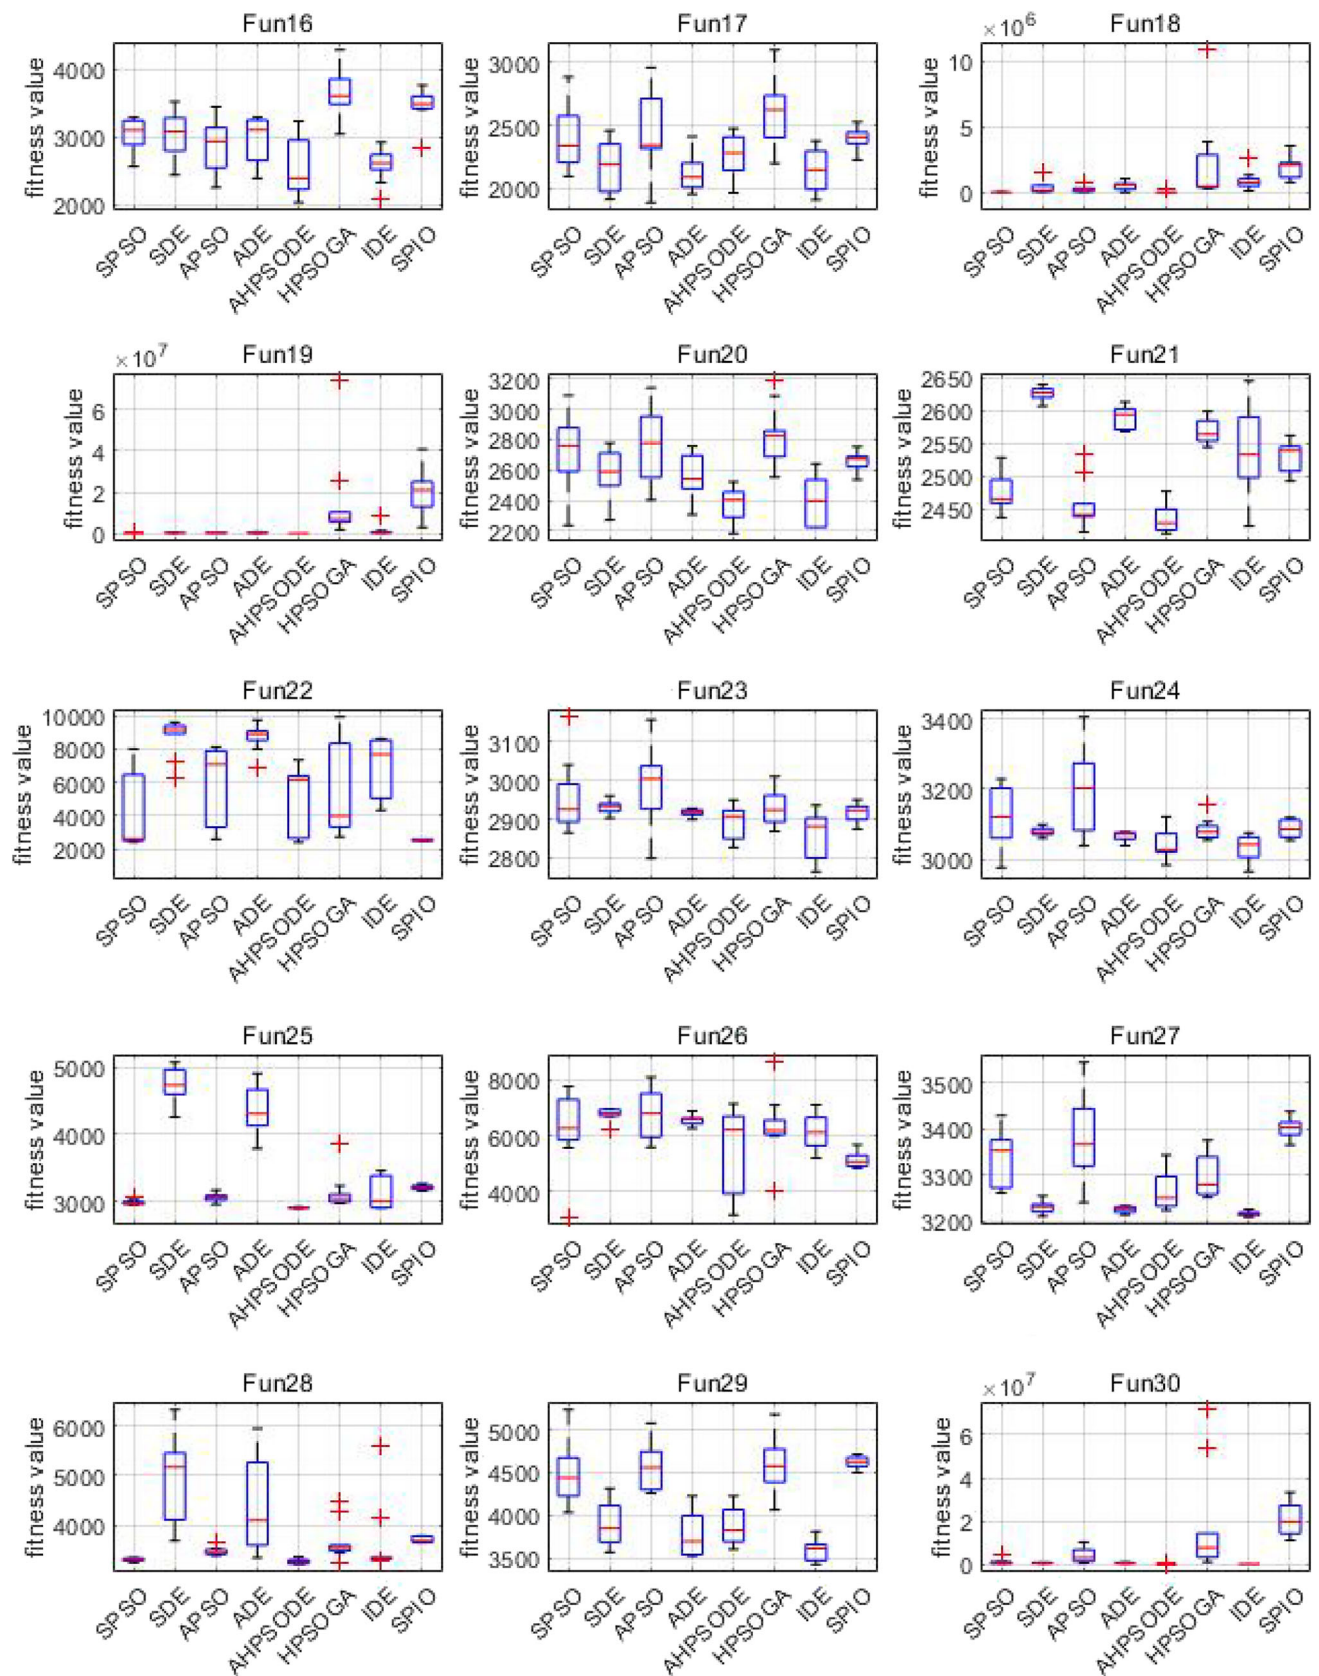 Fun16
fitness value
4000
3000
2000
SPSO SDE APSO ADE AHPSODE HPSOGA IDE SPIO
Fun17
fitness value
3000
2500
2000
SPSO SDE APSO ADE AHPSODE HPSOGA IDE SPIO
×10^6
Fun18
fitness value
10
5
0
SPSO SDE APSO ADE AHPSODE HPSOGA IDE SPIO
×10^7
Fun19
fitness value
6
4
2
0
SPSO SDE APSO ADE AHPSODE HPSOGA IDE SPIO
Fun20
fitness value
3200
3000
2800
2600
2400
2200
SPSO SDE APSO ADE AHPSODE HPSOGA IDE SPIO
Fun21
fitness value
2650
2600
2550
2500
2450
SPSO SDE APSO ADE AHPSODE HPSOGA IDE SPIO
Fun22
fitness value
10000
8000
6000
4000
2000
SPSO SDE APSO ADE AHPSODE HPSOGA IDE SPIO
Fun23
fitness value
3100
3000
2900
2800
SPSO SDE APSO ADE AHPSODE HPSOGA IDE SPIO
Fun24
fitness value
3400
3200
3000
SPSO SDE APSO ADE AHPSODE HPSOGA IDE SPIO
Fun25
fitness value
5000
4000
3000
SPSO SDE APSO ADE AHPSODE HPSOGA IDE SPIO
Fun26
fitness value
8000
6000
4000
SPSO SDE APSO ADE AHPSODE HPSOGA IDE SPIO
Fun27
fitness value
3500
3400
3300
3200
SPSO SDE APSO ADE AHPSODE HPSOGA IDE SPIO
Fun28
fitness value
6000
5000
4000
SPSO SDE APSO ADE AHPSODE HPSOGA IDE SPIO
Fun29
fitness value
5000
4500
4000
3500
SPSO SDE APSO ADE AHPSODE HPSOGA IDE SPIO
×10^7
Fun30
fitness value
6
4
2
0
SPSO SDE APSO ADE AHPSODE HPSOGA IDE SPIO